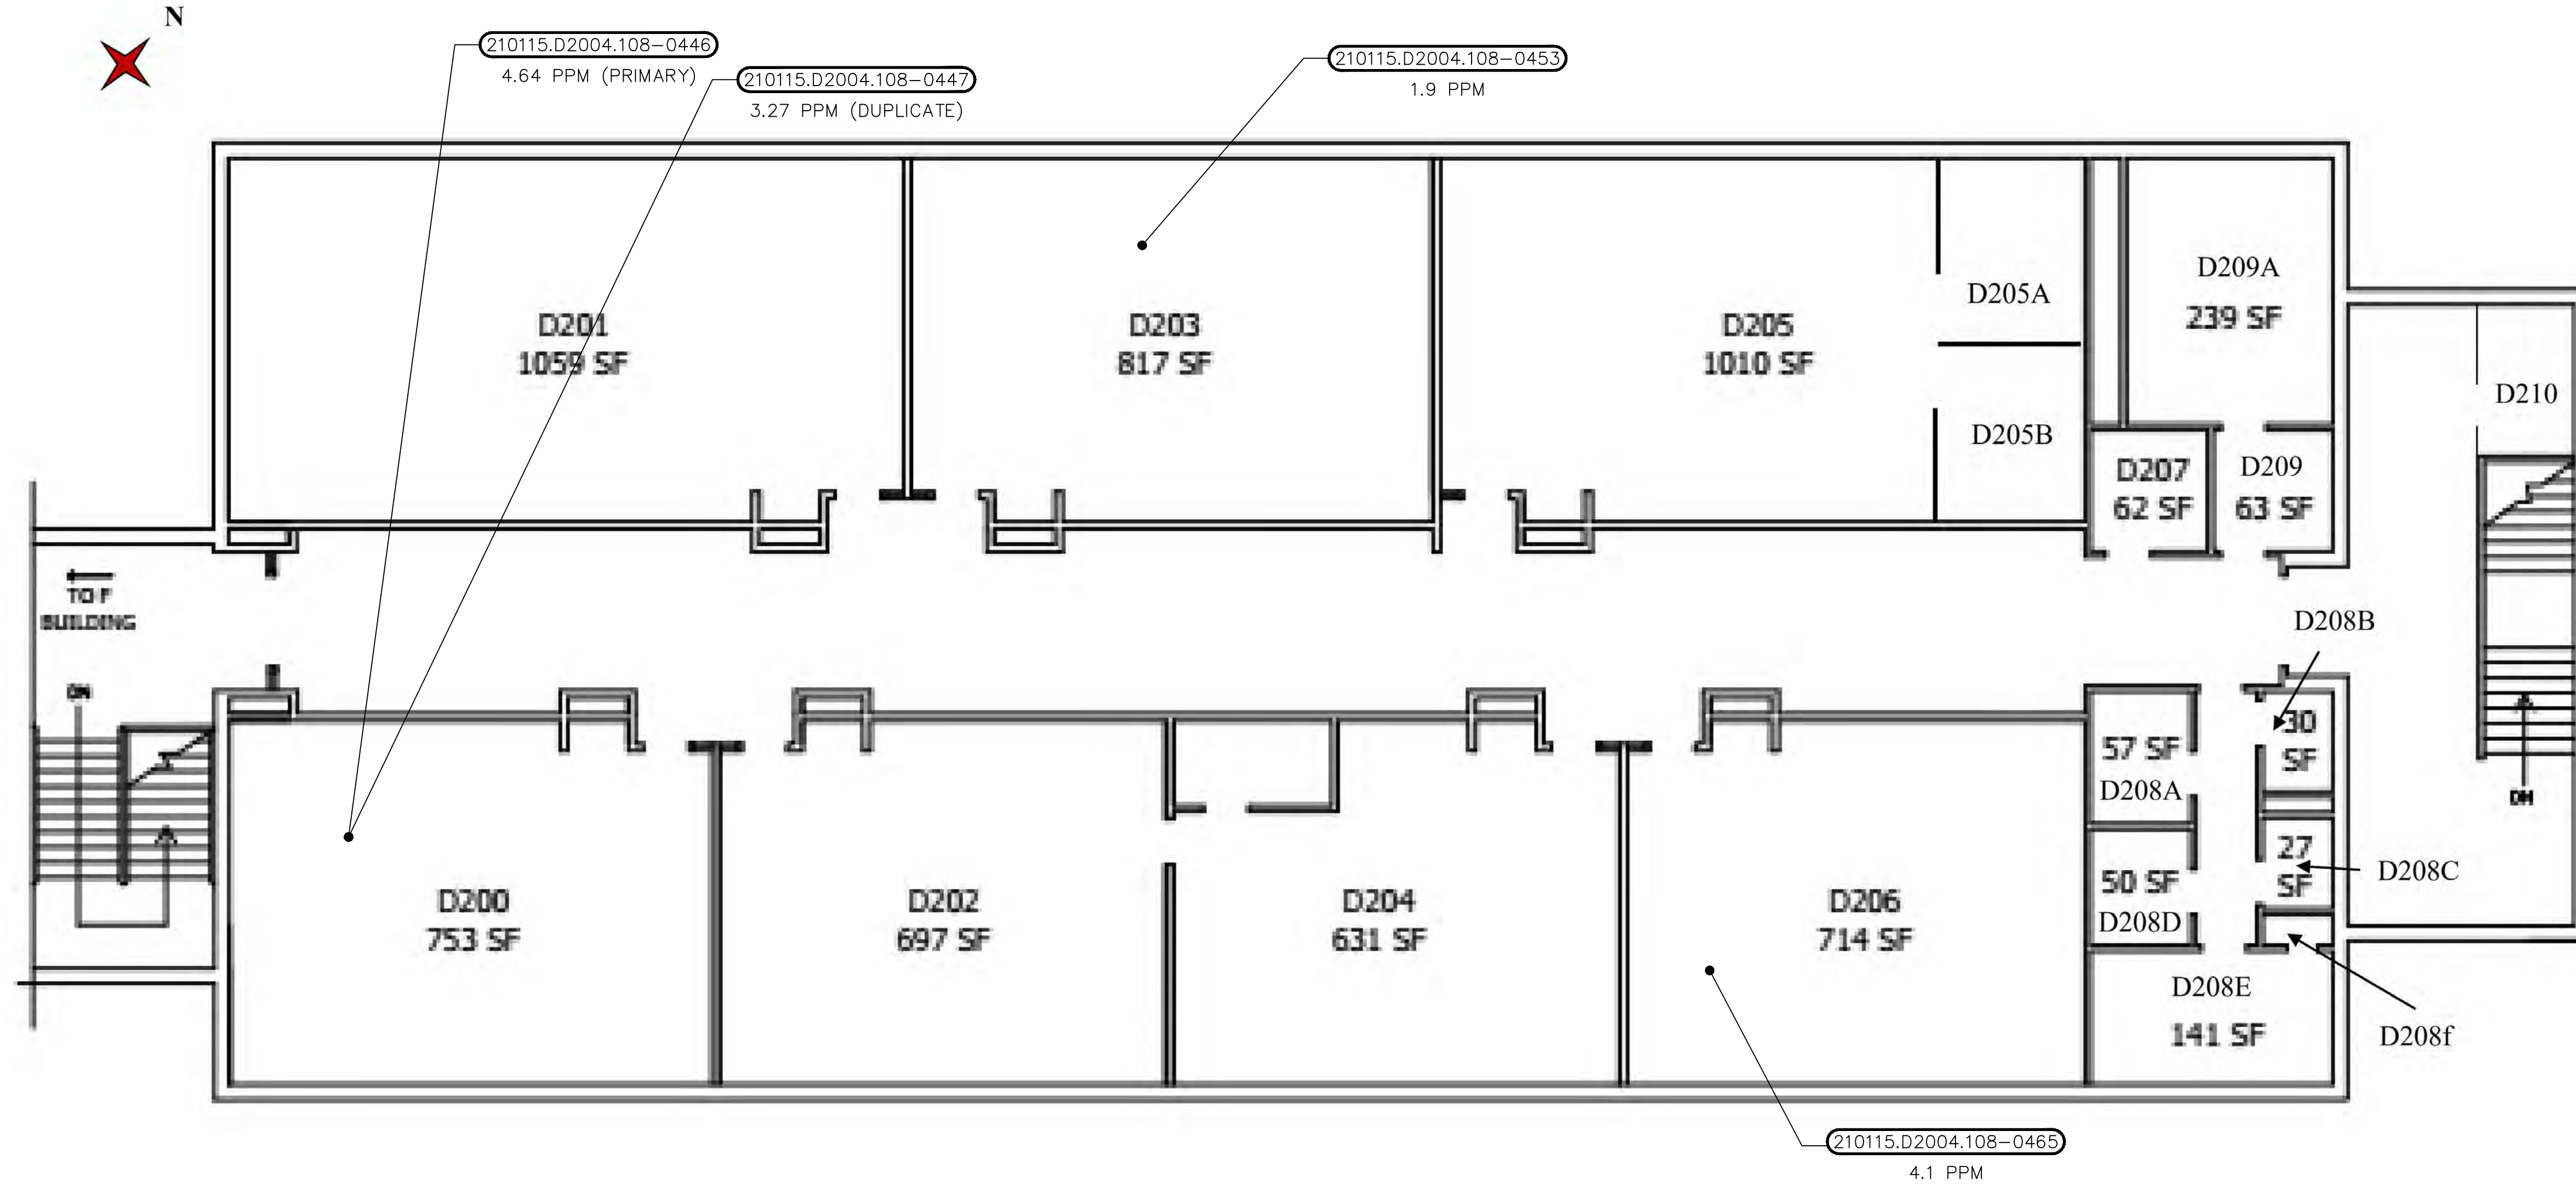 N
210115.D2004.108-0446
4.64 PPM (PRIMARY)
210115.D2004.108-0447
3.27 PPM (DUPLICATE)
210115.D2004.108-0453
1.9 PPM
D201
1059 SF
D203
817 SF
D205
1010 SF
D205A
D205B
D209A
239 SF
D210
D207
62 SF
D209
63 SF
TO F
BUILDING
DN
D208B
30
SF
57 SF
D208A
27
SF
D208C
50 SF
D208D
DN
D200
753 SF
D202
697 SF
D204
631 SF
D206
714 SF
D208E
141 SF
D208f
210115.D2004.108-0465
4.1 PPM